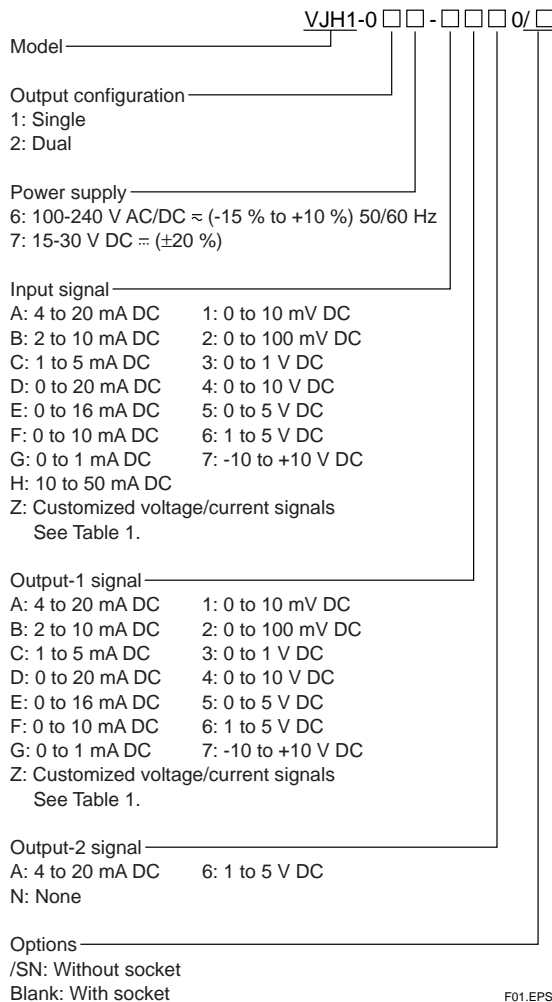 VJH1-0 □ □ - □ □ □ 0/ □
Model
Output configuration
1: Single
2: Dual
Power supply
6: 100-240 V AC/DC ⏦ (-15 % to +10 %) 50/60 Hz
7: 15-30 V DC ⎓ (±20 %)
Input signal
A: 4 to 20 mA DC 1: 0 to 10 mV DC
B: 2 to 10 mA DC 2: 0 to 100 mV DC
C: 1 to 5 mA DC 3: 0 to 1 V DC
D: 0 to 20 mA DC 4: 0 to 10 V DC
E: 0 to 16 mA DC 5: 0 to 5 V DC
F: 0 to 10 mA DC 6: 1 to 5 V DC
G: 0 to 1 mA DC 7: -10 to +10 V DC
H: 10 to 50 mA DC
Z: Customized voltage/current signals
See Table 1.
Output-1 signal
A: 4 to 20 mA DC 1: 0 to 10 mV DC
B: 2 to 10 mA DC 2: 0 to 100 mV DC
C: 1 to 5 mA DC 3: 0 to 1 V DC
D: 0 to 20 mA DC 4: 0 to 10 V DC
E: 0 to 16 mA DC 5: 0 to 5 V DC
F: 0 to 10 mA DC 6: 1 to 5 V DC
G: 0 to 1 mA DC 7: -10 to +10 V DC
Z: Customized voltage/current signals
See Table 1.
Output-2 signal
A: 4 to 20 mA DC 6: 1 to 5 V DC
N: None
Options
/SN: Without socket
Blank: With socket
F01.EPS